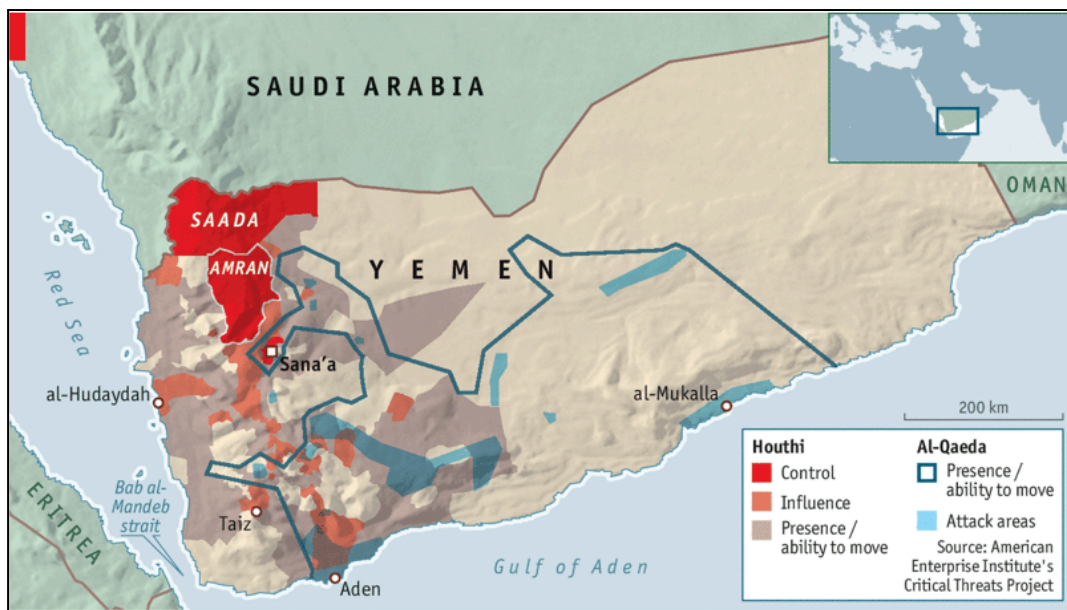 SAUDI ARABIA
OMAN
SAADA
AMRAN
YEMEN
Red Sea
Sana'a
al-Hudaydah
al-Mukalla
200 km
ERITREA
Bab al-
Mandeb
strait
Taiz
Aden
Gulf of Aden
Houthi
Control
Influence
Presence /
ability to move
Al-Qaeda
Presence /
ability to move
Attack areas
Source: American
Enterprise Institute's
Critical Threats Project